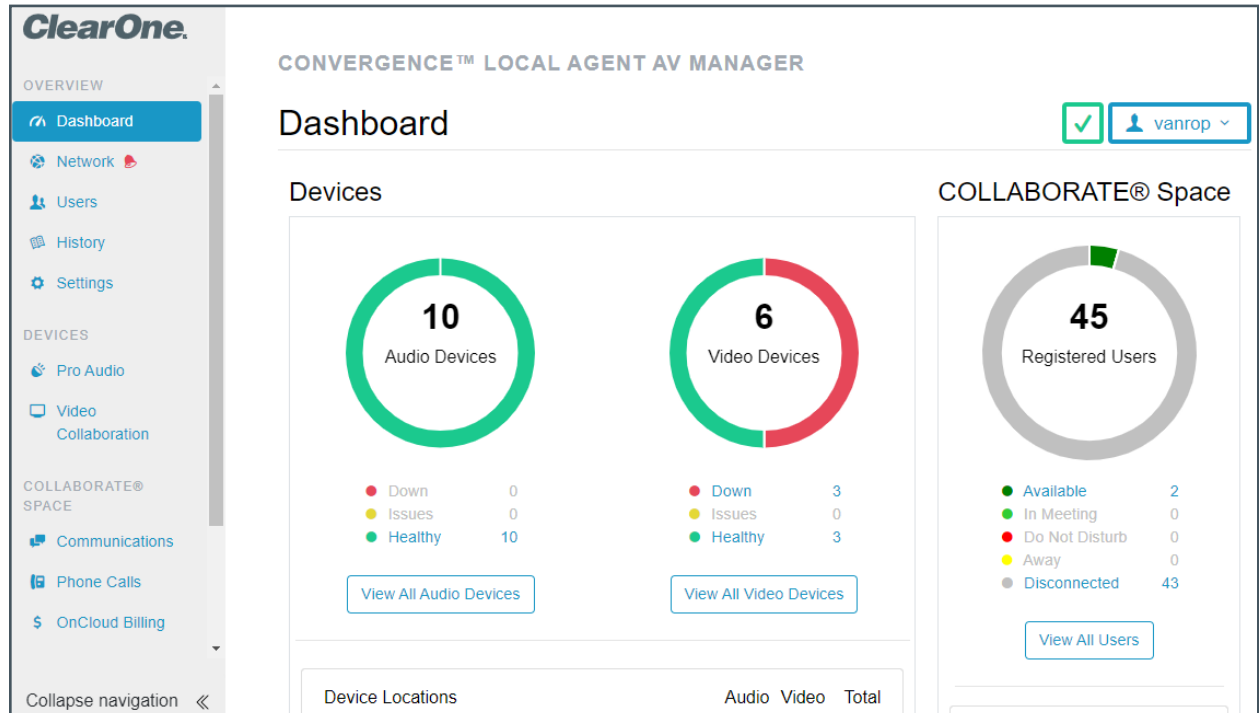 ClearOne.
OVERVIEW
Dashboard
Network
Users
History
Settings
DEVICES
Pro Audio
Video
Collaboration
COLLABORATE®
SPACE
Communications
Phone Calls
$ OnCloud Billing
Collapse navigation «
CONVERGENCE™ LOCAL AGENT AV MANAGER
Dashboard
vanrop
Devices
10
Audio Devices
Down 0
Issues 0
Healthy 10
View All Audio Devices
6
Video Devices
Down 3
Issues 0
Healthy 3
View All Video Devices
Device Locations Audio Video Total
COLLABORATE® Space
45
Registered Users
Available 2
In Meeting 0
Do Not Disturb 0
Away 0
Disconnected 43
View All Users